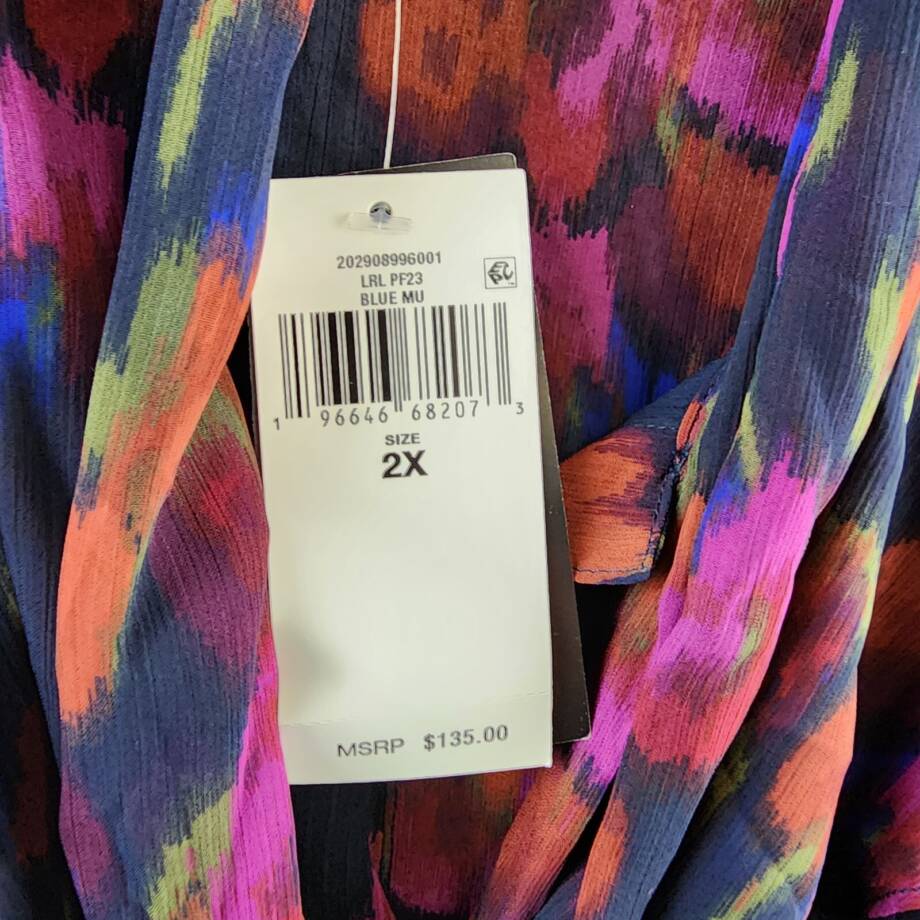 202908996001
LRL PF23
BLUE MU
1 96646 68207 3
SIZE
2X
MSRP $135.00